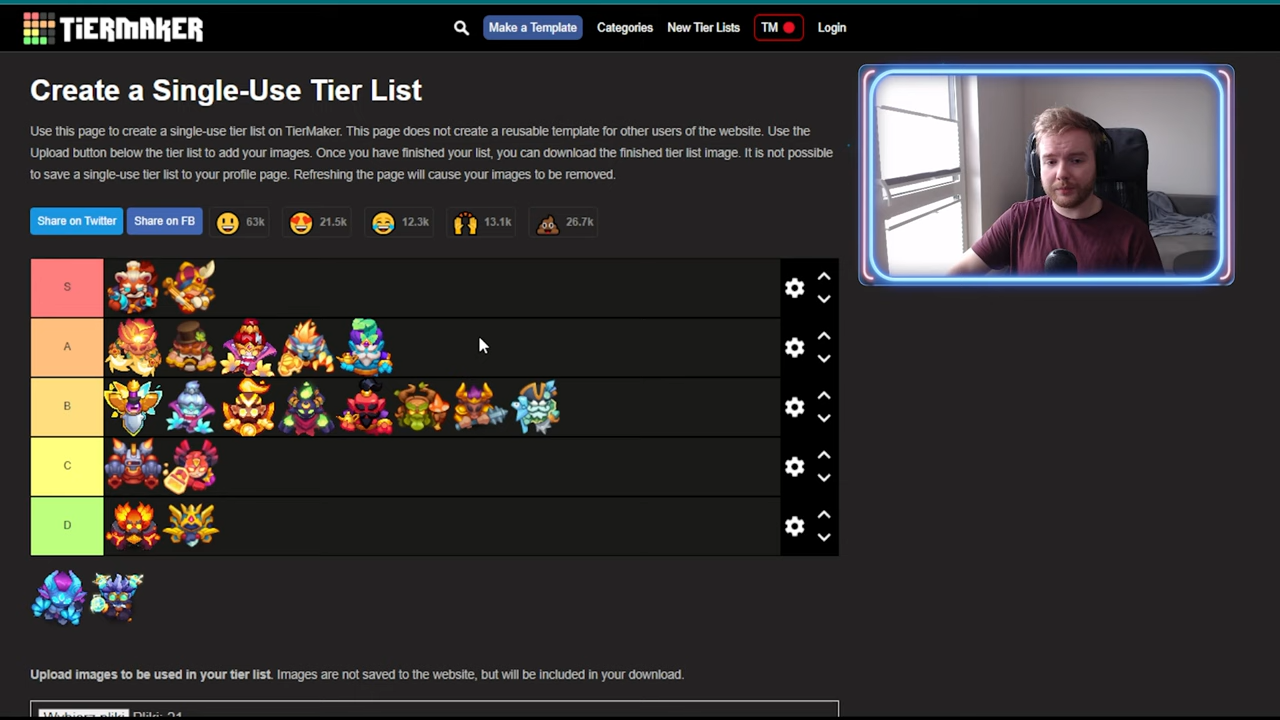 TiERMAKER
Make a Template Categories New Tier Lists TM Login
Create a Single-Use Tier List
Use this page to create a single-use tier list on TierMaker. This page does not create a reusable template for other users of the website. Use the
Upload button below the tier list to add your images. Once you have finished your list, you can download the finished tier list image. It is not possible
to save a single-use tier list to your profile page. Refreshing the page will cause your images to be removed.
Share on Twitter Share on FB 63k 21.5k 12.3k 13.1k 26.7k
S
A
B
C
D
Upload images to be used in your tier list. Images are not saved to the website, but will be included in your download.
Wybierz pliki Pliki: 21